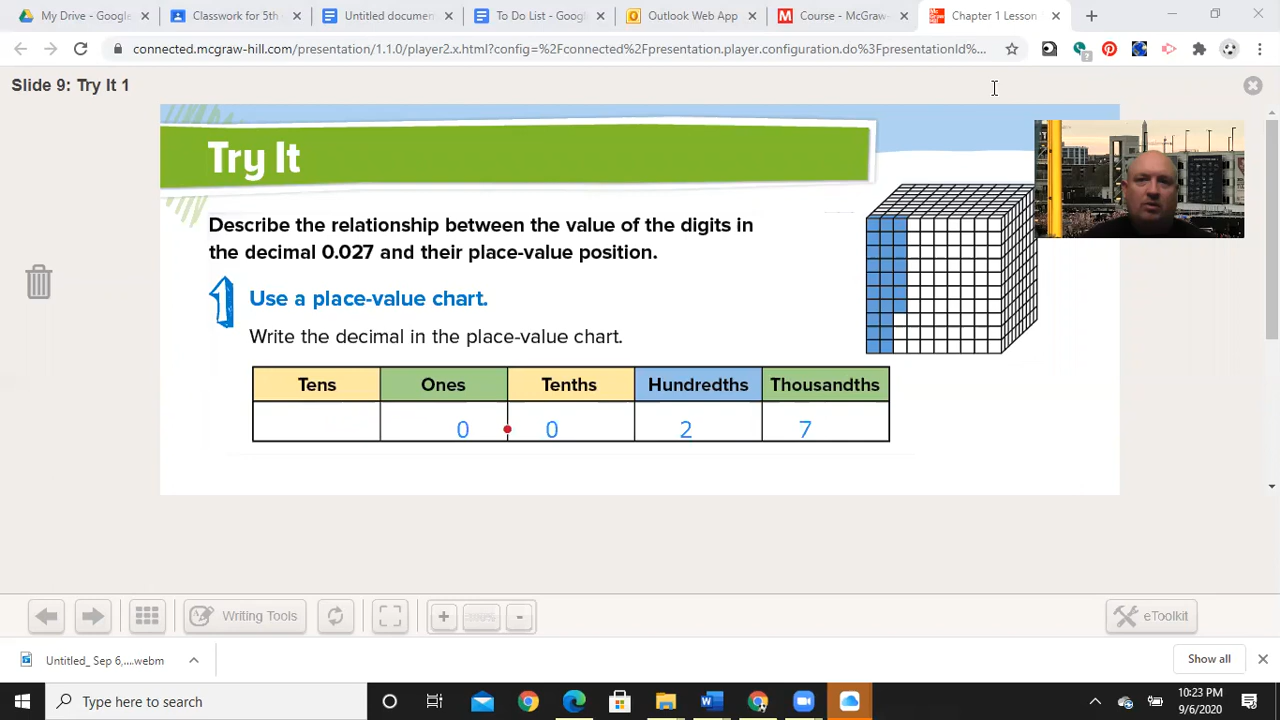 My Drive - Google
Classwork for 5th
Untitled documen
To Do List - Goog
Outlook Web App
Course - McGraw-
Chapter 1 Lesson
connected.mcgraw-hill.com/presentation/1.1.0/player2.x.html?config=%2Fconnected%2Fpresentation.player.configuration.do%3FpresentationId%...
Slide 9: Try It 1
Try It
Describe the relationship between the value of the digits in
the decimal 0.027 and their place-value position.
1 Use a place-value chart.
Write the decimal in the place-value chart.
Tens Ones Tenths Hundredths Thousandths
0 . 0 2 7
Writing Tools
+ 100% -
eToolkit
Untitled_ Sep 6,....webm
Show all
Type here to search
10:23 PM
9/6/2020